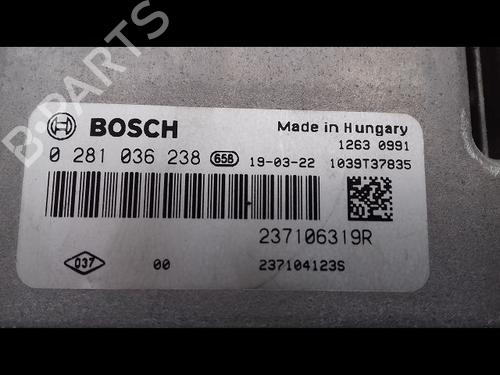 B-PARTS
BOSCH
Made in Hungary
1263 0991
0 281 036 238 658 19-03-22 1039T37835
237106319R
037 00 237104123S